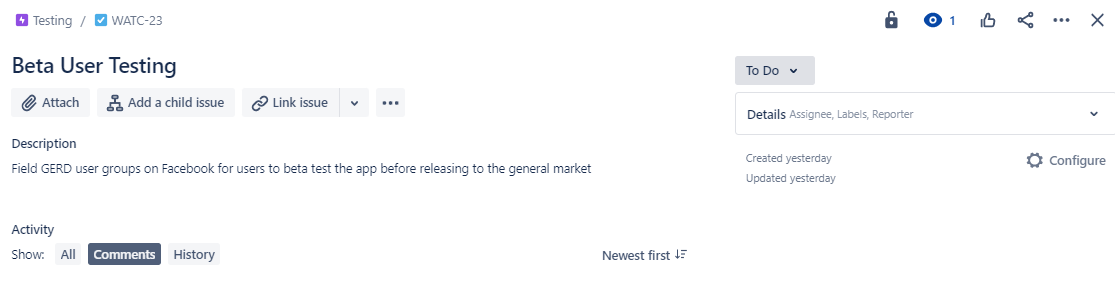 Testing / WATC-23
1
Beta User Testing
To Do
Attach Add a child issue Link issue
Details Assignee, Labels, Reporter
Description
Created yesterday
Configure
Field GERD user groups on Facebook for users to beta test the app before releasing to the general market
Updated yesterday
Activity
Show: All Comments History
Newest first